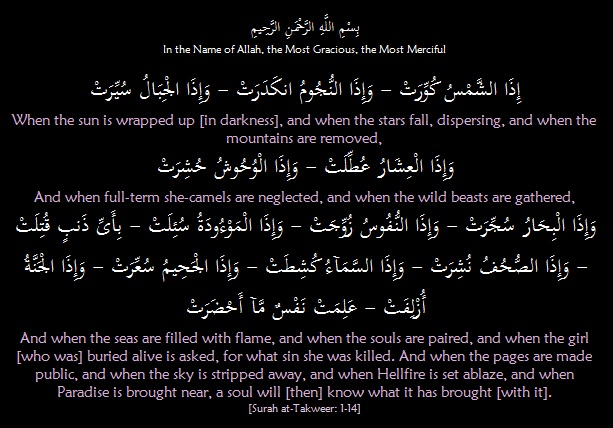 بِسْمِ اللَّهِ الرَّحْمَٰنِ الرَّحِيمِ
In the Name of Allah, the Most Gracious, the Most Merciful
إِذَا الشَّمْسُ كُوِّرَتْ – وَإِذَا النُّجُومُ انكَدَرَتْ – وَإِذَا الْجِبَالُ سُيِّرَتْ
When the sun is wrapped up [in darkness], and when the stars fall, dispersing, and when the
mountains are removed,
وَإِذَا الْعِشَارُ عُطِّلَتْ – وَإِذَا الْوُحُوشُ حُشِرَتْ
And when full-term she-camels are neglected, and when the wild beasts are gathered,
وَإِذَا الْبِحَارُ سُجِّرَتْ – وَإِذَا النُّفُوسُ زُوِّجَتْ – وَإِذَا الْمَوْءُودَةُ سُئِلَتْ – بِأَىِّ ذَنبٍ قُتِلَتْ
– وَإِذَا الصُّحُفُ نُشِرَتْ – وَإِذَا السَّمَآءُ كُشِطَتْ – وَإِذَا الْجَحِيمُ سُعِّرَتْ – وَإِذَا الْجَنَّةُ
أُزْلِفَتْ – عَلِمَتْ نَفْسٌ مَّآ أَحْضَرَتْ
And when the seas are filled with flame, and when the souls are paired, and when the girl
[who was] buried alive is asked, for what sin she was killed. And when the pages are made
public, and when the sky is stripped away, and when Hellfire is set ablaze, and when
Paradise is brought near, a soul will [then] know what it has brought [with it].
[Surah at-Takweer: 1-14]